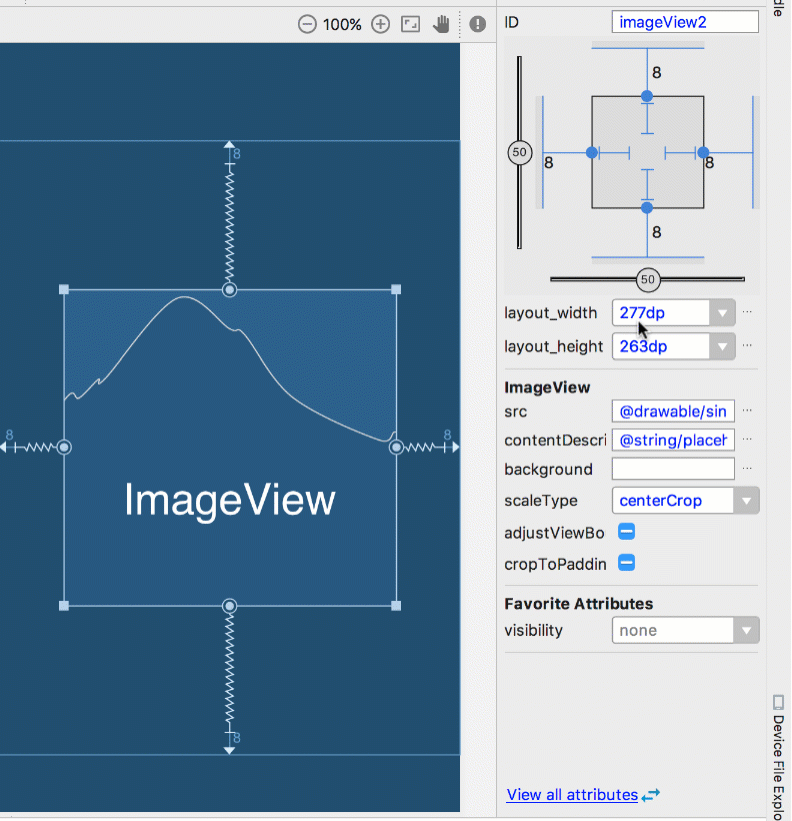 100%
8
8
8
ImageView
8
ID
imageView2
8
50
8
8
8
50
layout_width
277dp
layout_height
263dp
ImageView
src
@drawable/sin
contentDescri
@string/placeh
background
scaleType
centerCrop
adjustViewBo
cropToPaddin
Favorite Attributes
visibility
none
View all attributes
dle
Device File Explo